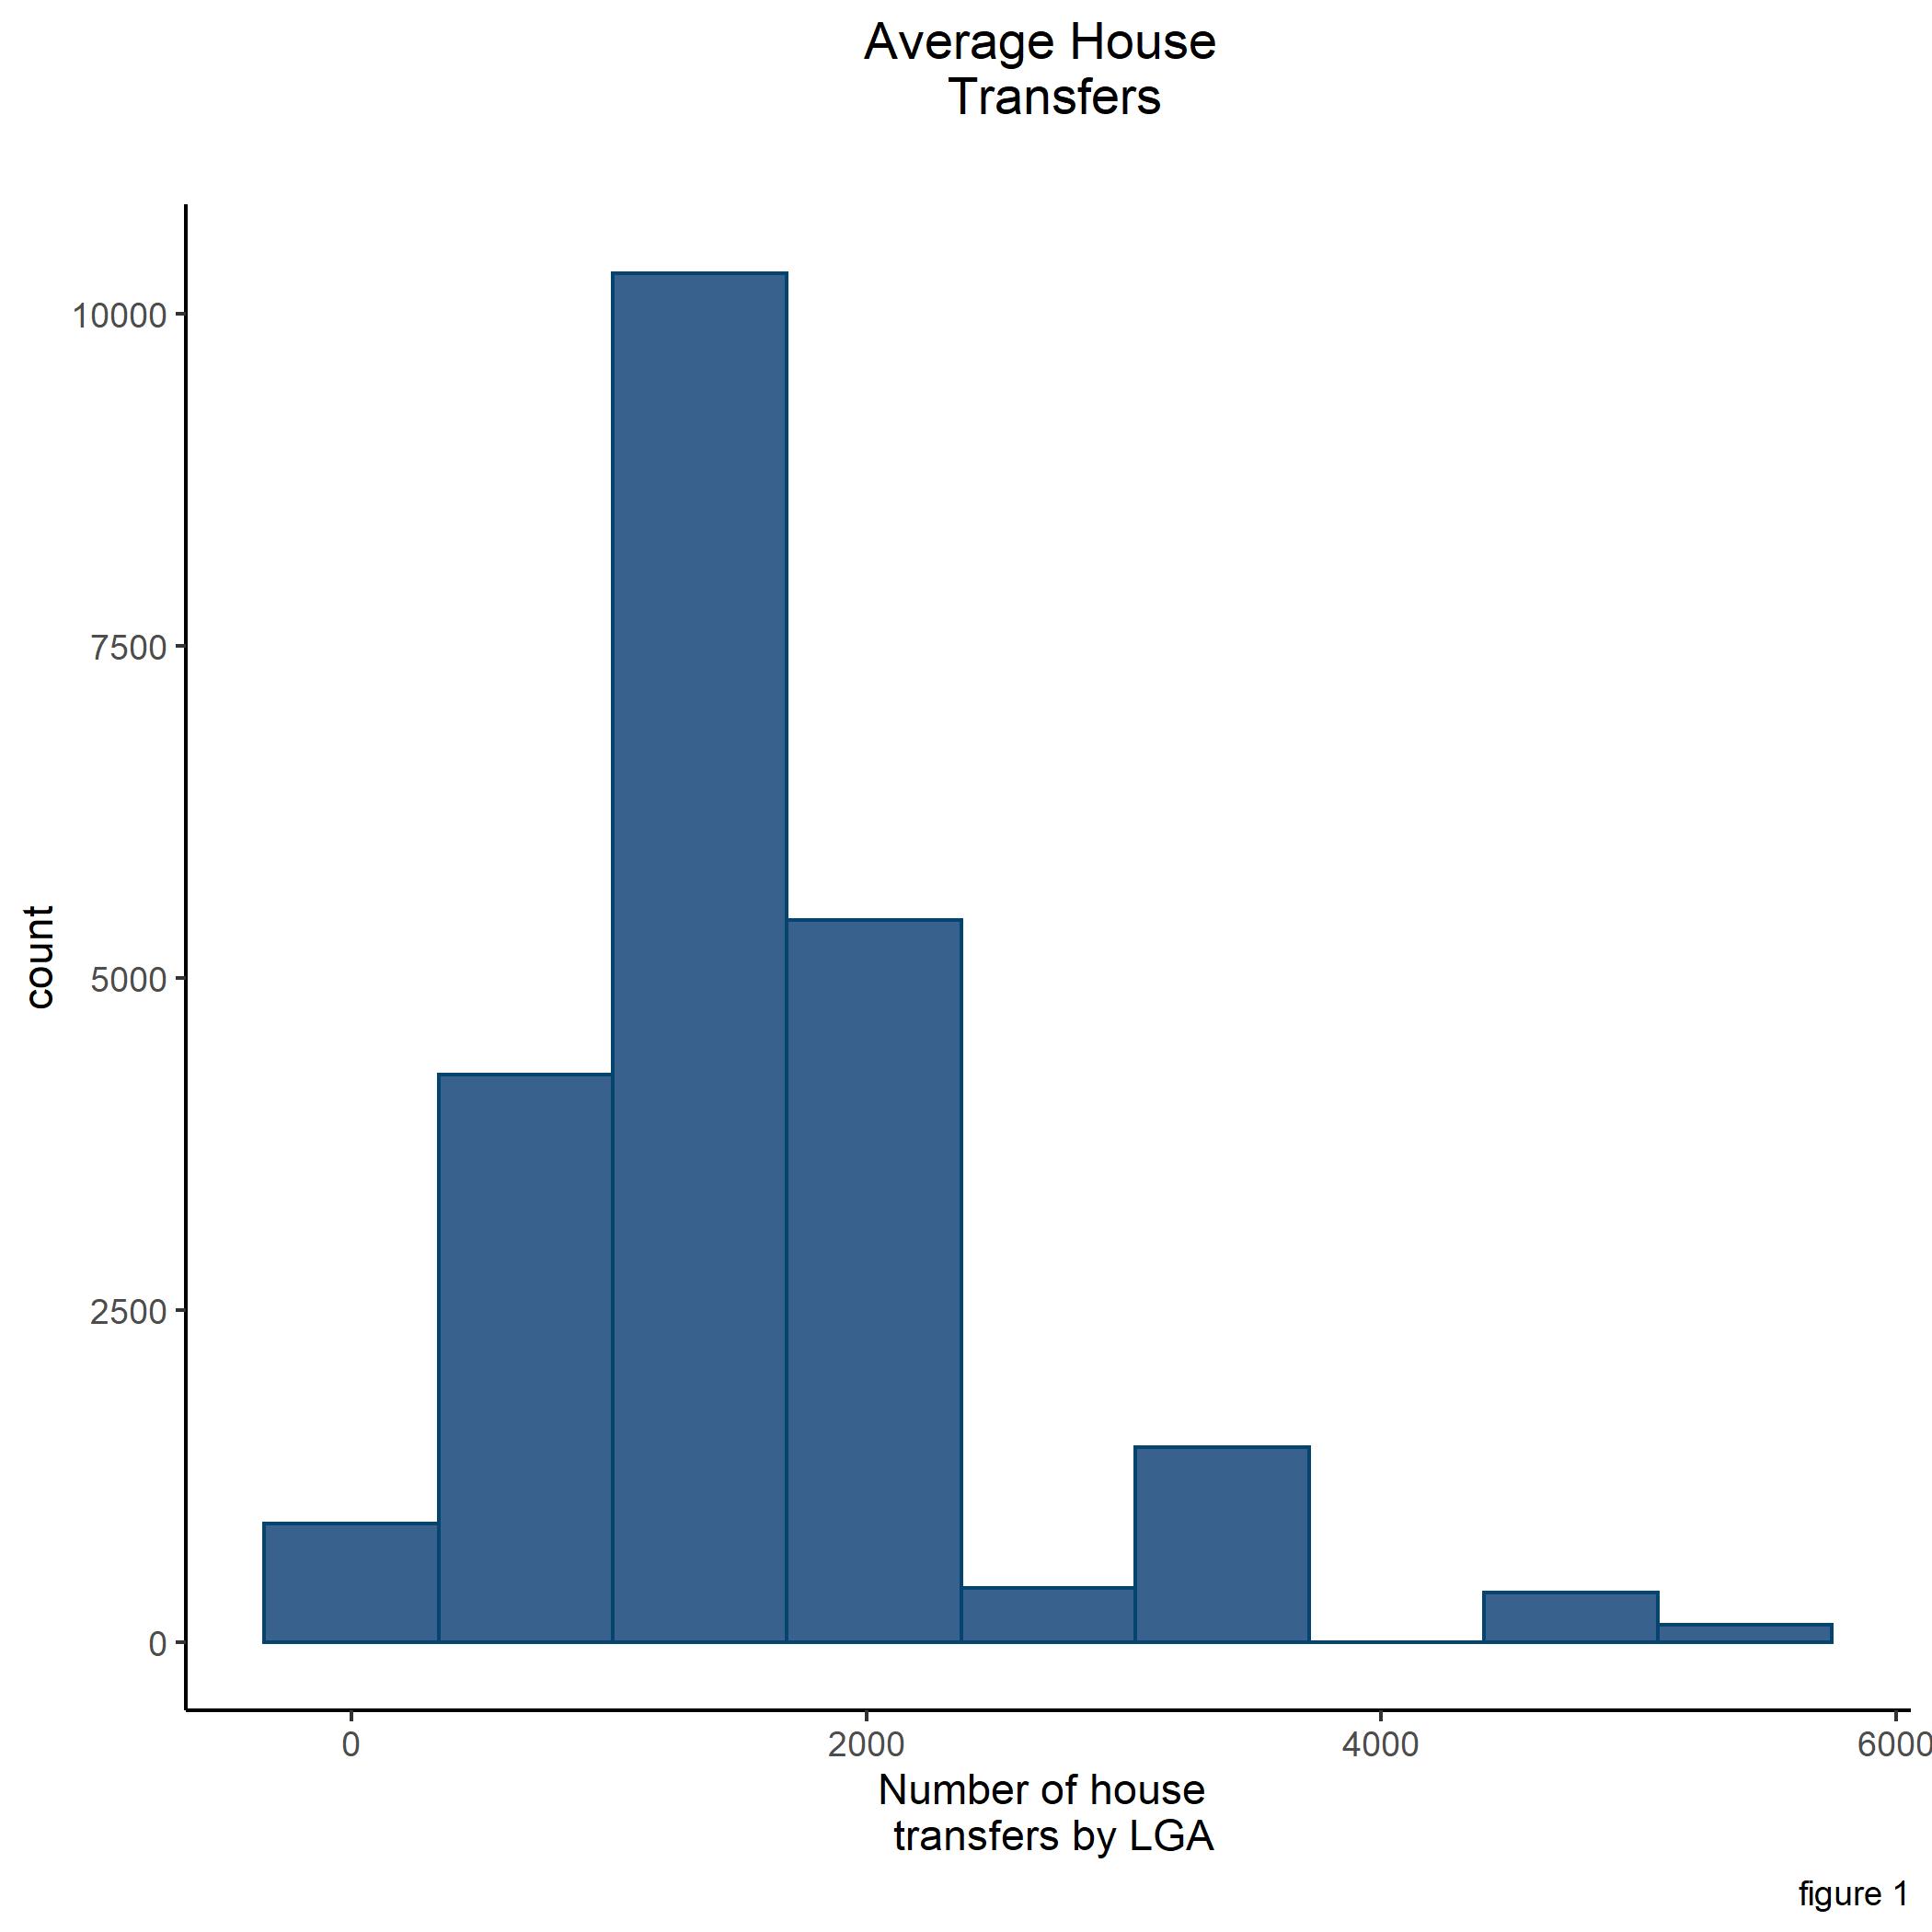 Average House
Transfers
10000
7500
5000
2500
0
count
0 2000 4000 6000
Number of house
transfers by LGA
figure 1